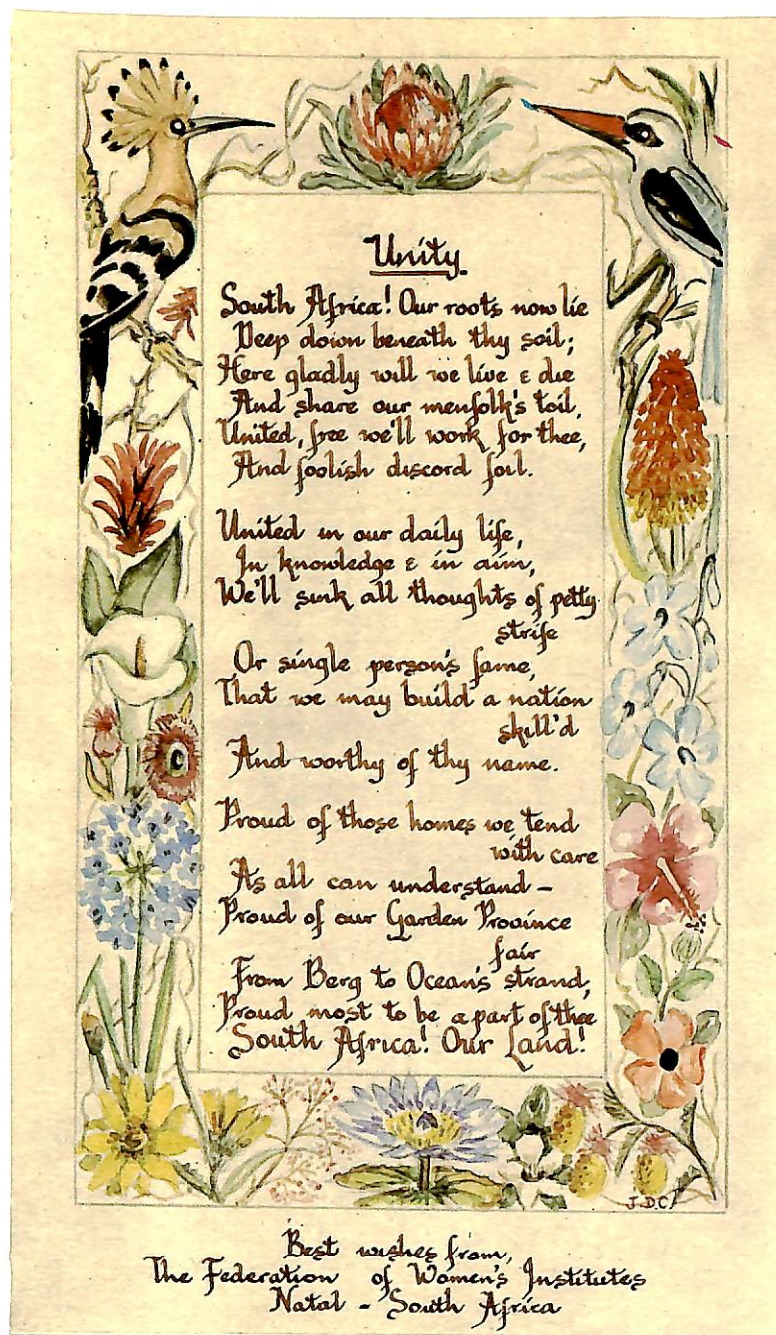 Unity
South Africa! Our roots now lie
Deep down beneath thy soil;
Here gladly will we live & die
And share our menfolk's toil,
United, free we'll work for thee,
And foolish discord foil.
United in our daily life,
In knowledge & in aim,
We'll sink all thoughts of petty
strife
Or single person's fame,
That we may build a nation
skill'd
And worthy of thy name.
Proud of those homes we tend
with care
As all can understand –
Proud of our Garden Province
fair
From Berg to Ocean's strand,
Proud most to be a part of thee
South Africa! Our Land!
J.D.C.
Best wishes from,
The Federation of Women's Institutes
Natal - South Africa